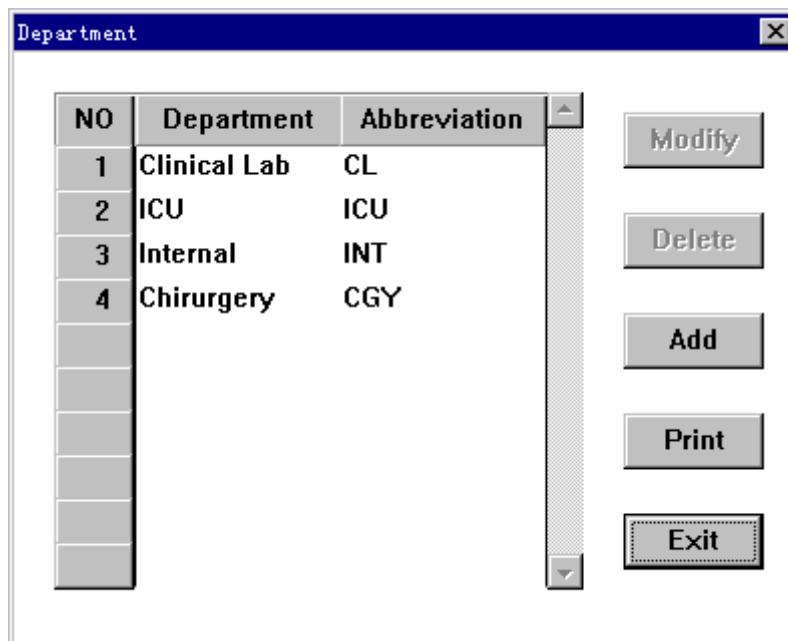 Department
NO Department Abbreviation
1 Clinical Lab CL
2 ICU ICU
3 Internal INT
4 Chirurgery CGY
Modify
Delete
Add
Print
Exit